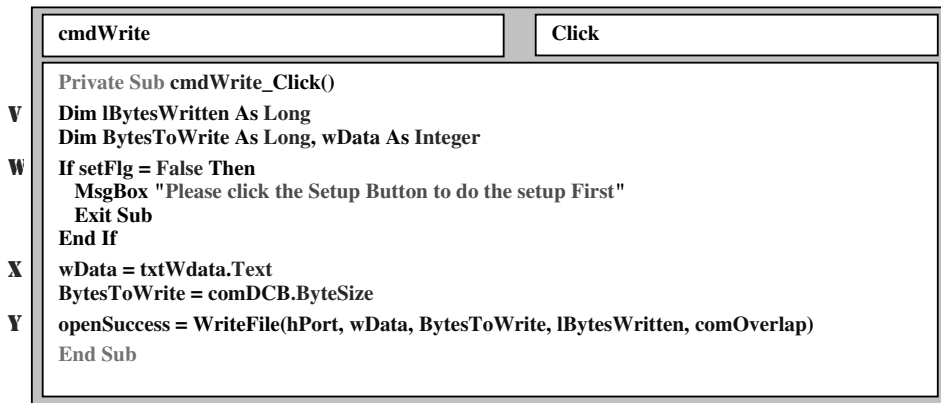 cmdWrite Click
Private Sub cmdWrite_Click()
V Dim lBytesWritten As Long
Dim BytesToWrite As Long, wData As Integer
W If setFlg = False Then
MsgBox "Please click the Setup Button to do the setup First"
Exit Sub
End If
X wData = txtWdata.Text
BytesToWrite = comDCB.ByteSize
Y openSuccess = WriteFile(hPort, wData, BytesToWrite, lBytesWritten, comOverlap)
End Sub